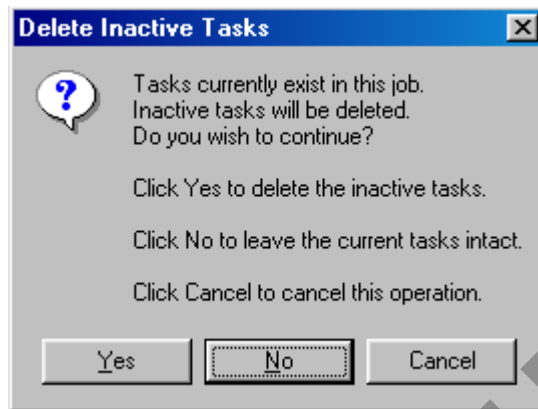 Delete Inactive Tasks
Tasks currently exist in this job.
Inactive tasks will be deleted.
Do you wish to continue?
Click Yes to delete the inactive tasks.
Click No to leave the current tasks intact.
Click Cancel to cancel this operation.
Yes No Cancel